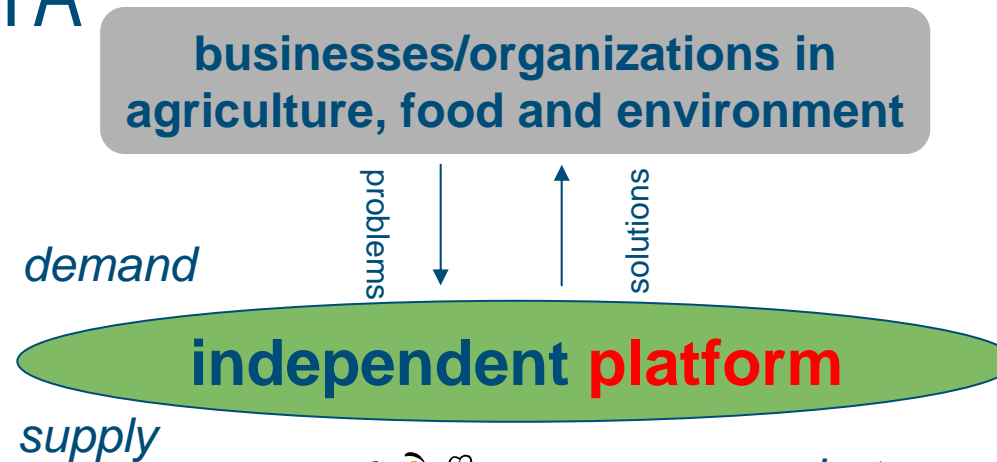 businesses/organizations in
agriculture, food and environment
problems
solutions
demand
independent platform
supply